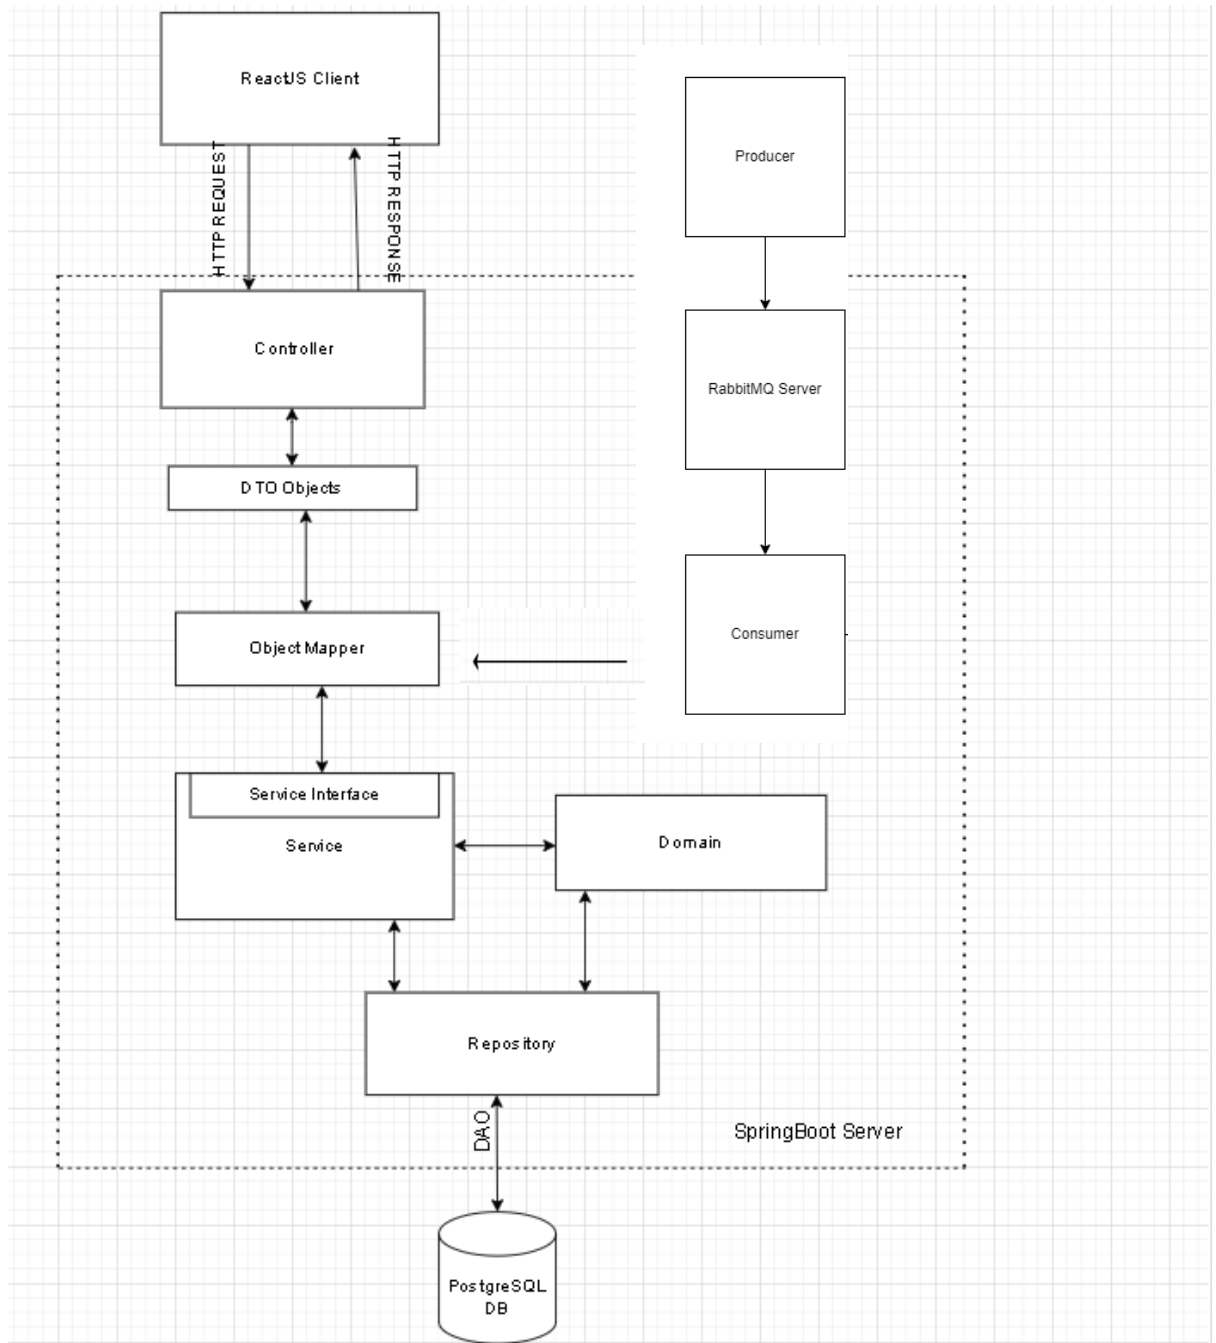 ReactJS Client
HTTP REQUEST
HTTP RESPONSE
Producer
Controller
RabbitMQ Server
DTO Objects
Object Mapper
Consumer
Service Interface
Service
Domain
Repository
DAO
SpringBoot Server
PostgreSQL
DB